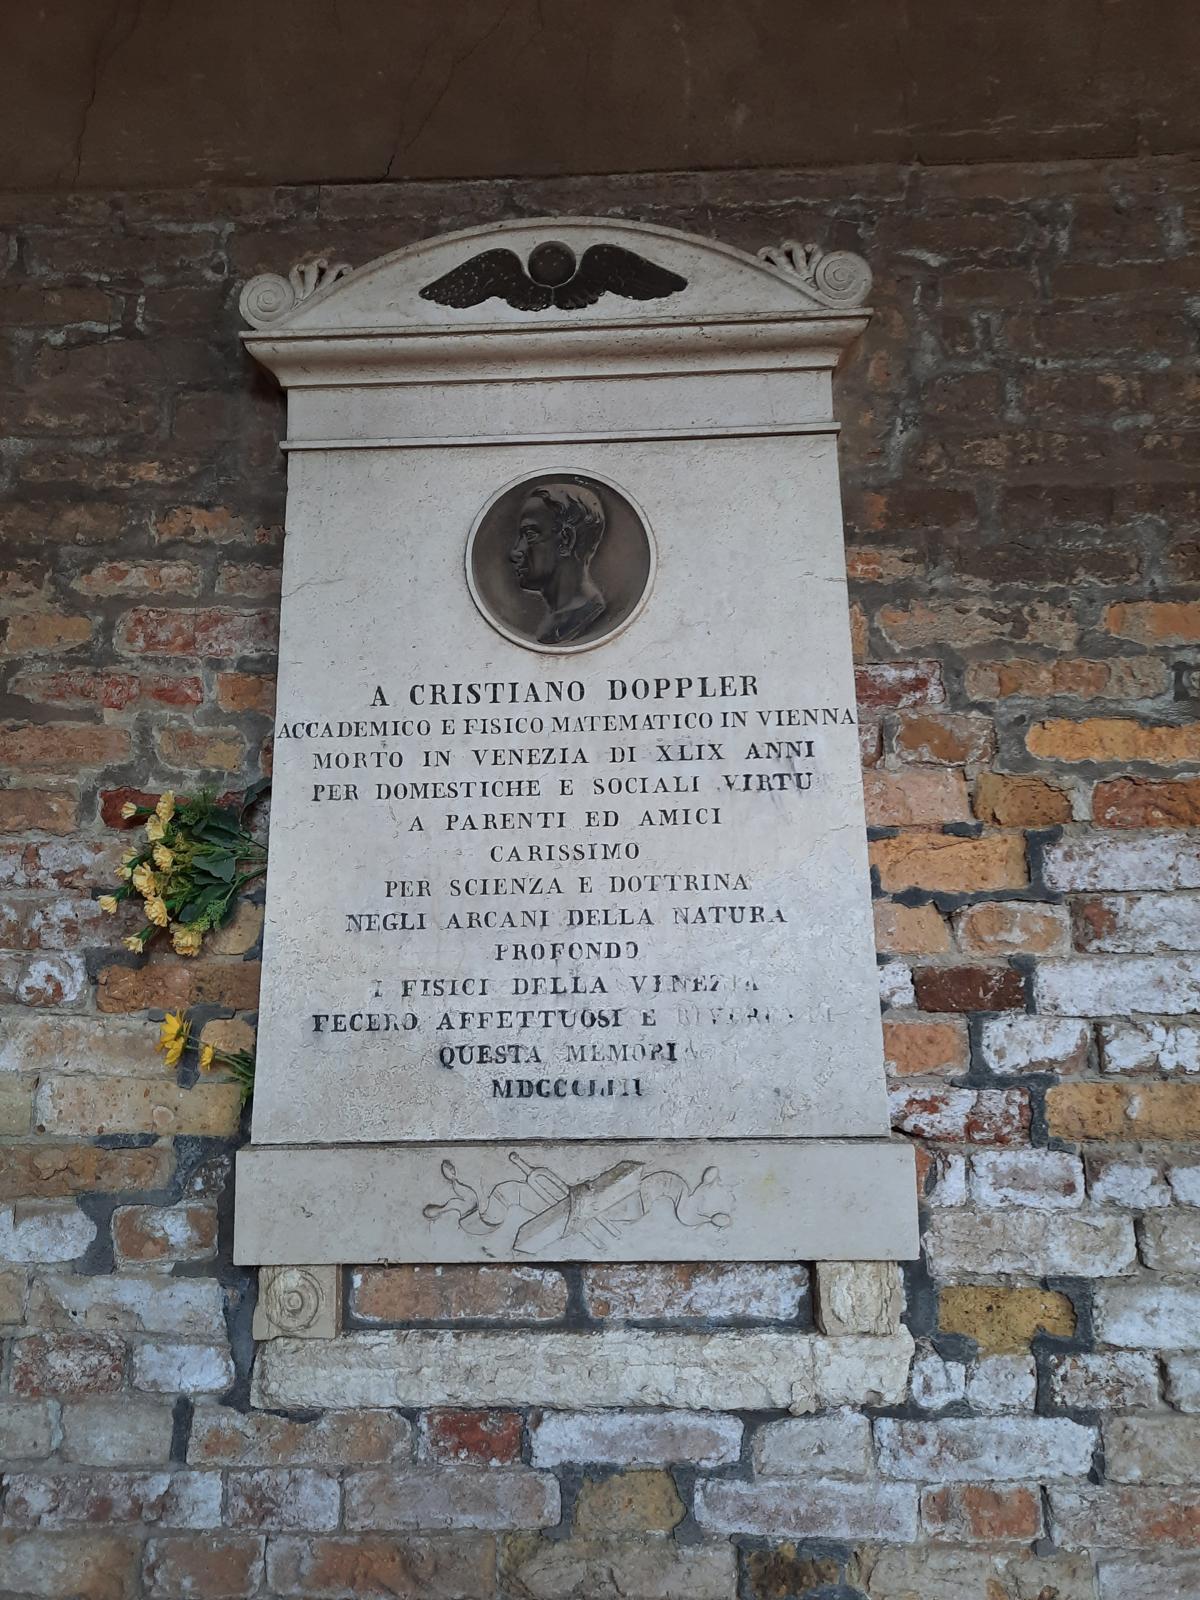 A CRISTIANO DOPPLER
ACCADEMICO E FISICO MATEMATICO IN VIENNA
MORTO IN VENEZIA DI XLIX ANNI
PER DOMESTICHE E SOCIALI VIRTU
A PARENTI ED AMICI
CARISSIMO
PER SCIENZA E DOTTRINA
NEGLI ARCANI DELLA NATURA
PROFONDO
I FISICI DELLA VENEZIA
FECERO AFFETTUOSI E
QUESTA MEMORIA